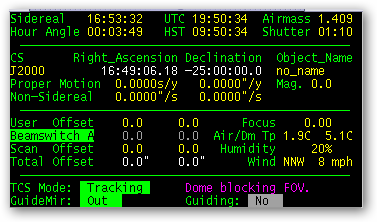 Sidereal 16:53:32 UTC 19:50:34 Airmass 1.409
Hour Angle 00:03:49 HST 09:50:34 Shutter 01:10
CS Right_Ascension Declination Object_Name
J2000 16:49:06.18 -25:00:00.0 no_name
Proper Motion 0.0000s/y 0.0000"/y Mag. 0.0
Non-Sidereal 0.0000"/s 0.0000"/s
User Offset 0.0 0.0 Focus 0.00
Beamswitch A 0.0 0.0 Air/Dm Tp 1.9C 5.1C
Scan Offset 0.0 0.0 Humidity 20%
Total Offset 0.0" 0.0" Wind NNW 8 mph
TCS Mode: Tracking Dome blocking FOV.
GuideMir: Out Guiding: No